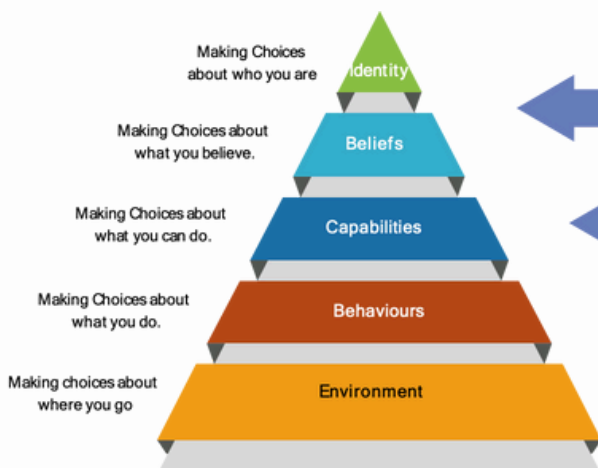 Making Choices
about who you are
Identity
Making Choices about
what you believe.
Beliefs
Making Choices about
what you can do.
Capabilities
Making Choices about
what you do.
Behaviours
Making choices about
where you go
Environment